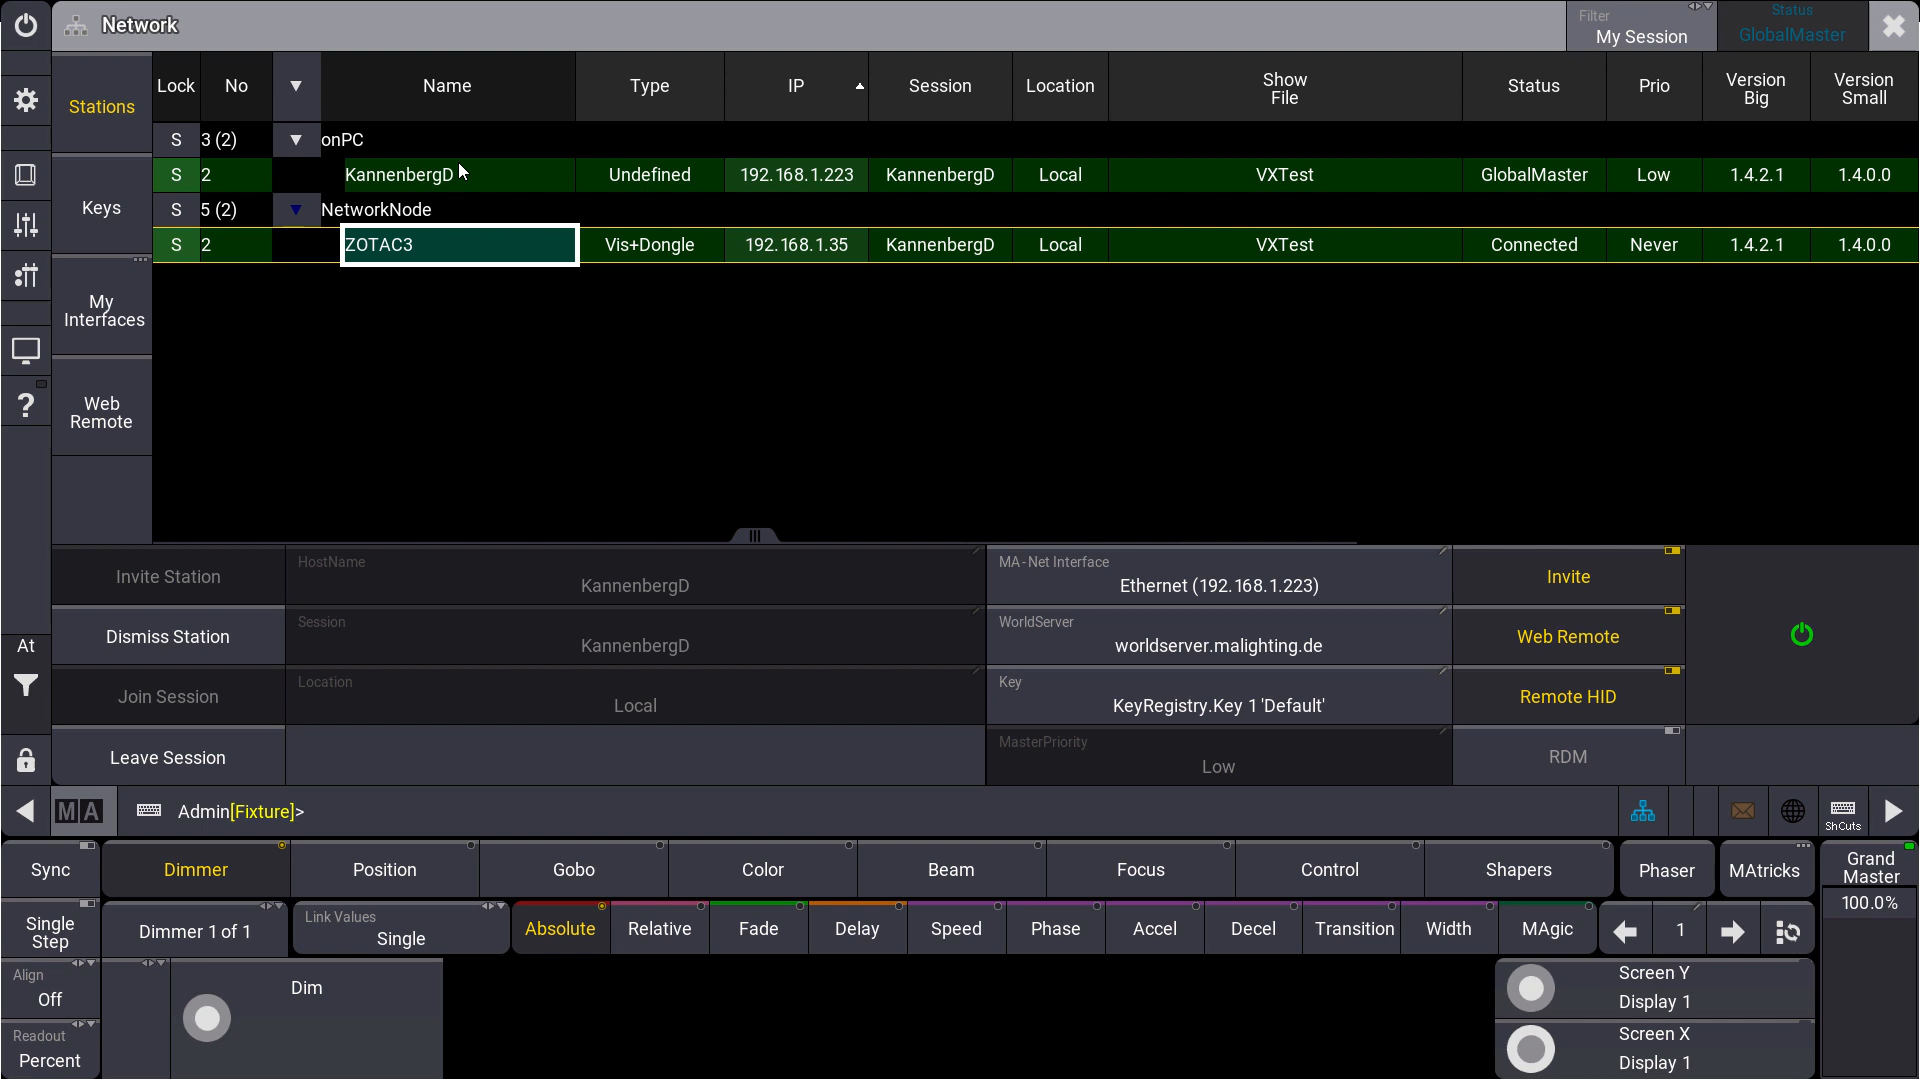 Network
Filter
My Session
Status
GlobalMaster
Stations
Keys
My
Interfaces
Web
Remote
Lock No Name Type IP Session Location Show File Status Prio Version Big Version Small
S 3 (2) onPC
S 2 KannenbergD Undefined 192.168.1.223 KannenbergD Local VXTest GlobalMaster Low 1.4.2.1 1.4.0.0
S 5 (2) NetworkNode
S 2 ZOTAC3 Vis+Dongle 192.168.1.35 KannenbergD Local VXTest Connected Never 1.4.2.1 1.4.0.0
?
At
Invite Station
HostName
KannenbergD
MA-Net Interface
Ethernet (192.168.1.223)
Invite
Dismiss Station
Session
KannenbergD
WorldServer
worldserver.malighting.de
Web Remote
Join Session
Location
Local
Key
KeyRegistry.Key 1 'Default'
Remote HID
Leave Session
MasterPriority
Low
RDM
MA
Admin[Fixture]>
ShCuts
Sync
Dimmer Position Gobo Color Beam Focus Control Shapers Phaser MAtricks
Grand
Master
100.0%
Single
Step
Dimmer 1 of 1
Link Values
Single
Absolute Relative Fade Delay Speed Phase Accel Decel Transition Width MAgic 1
Align
Off
Readout
Percent
Dim
Screen Y
Display 1
Screen X
Display 1